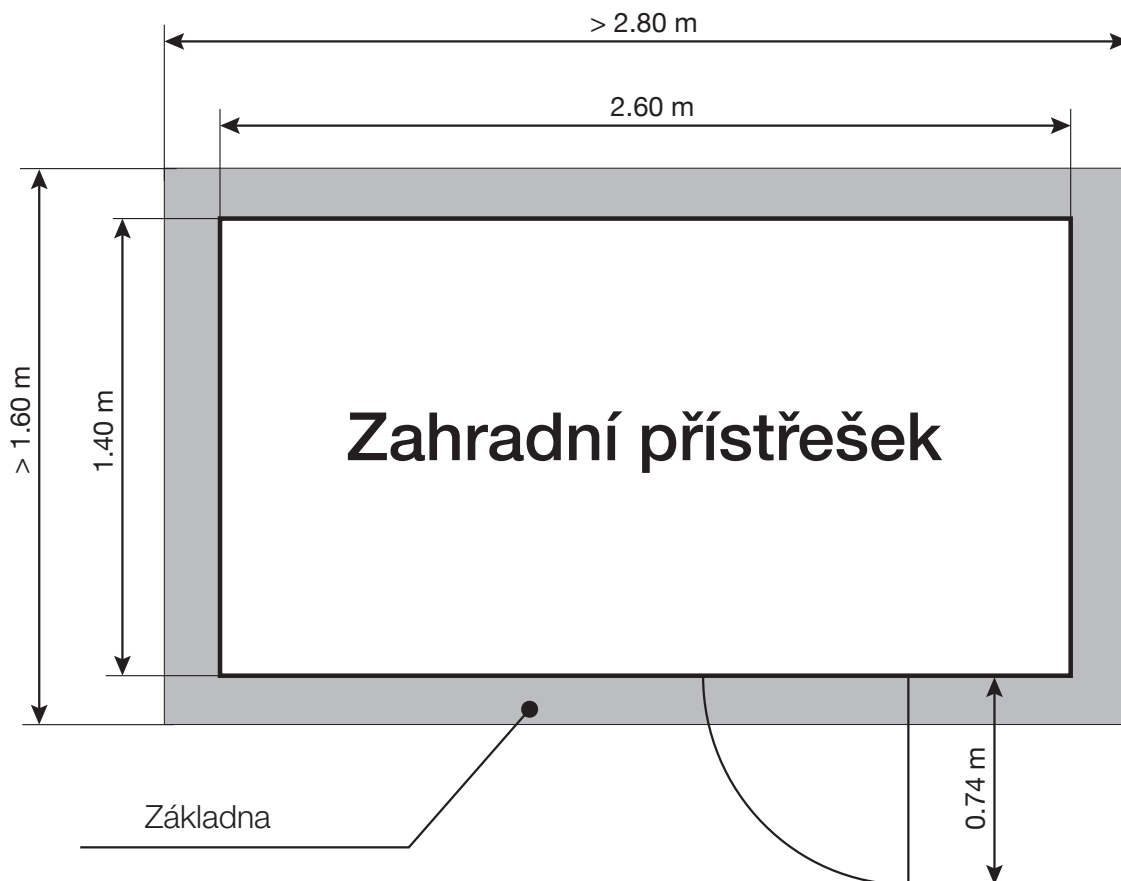 > 2.80 m
2.60 m
> 1.60 m
1.40 m
Zahradní přístřešek
Základna
0.74 m